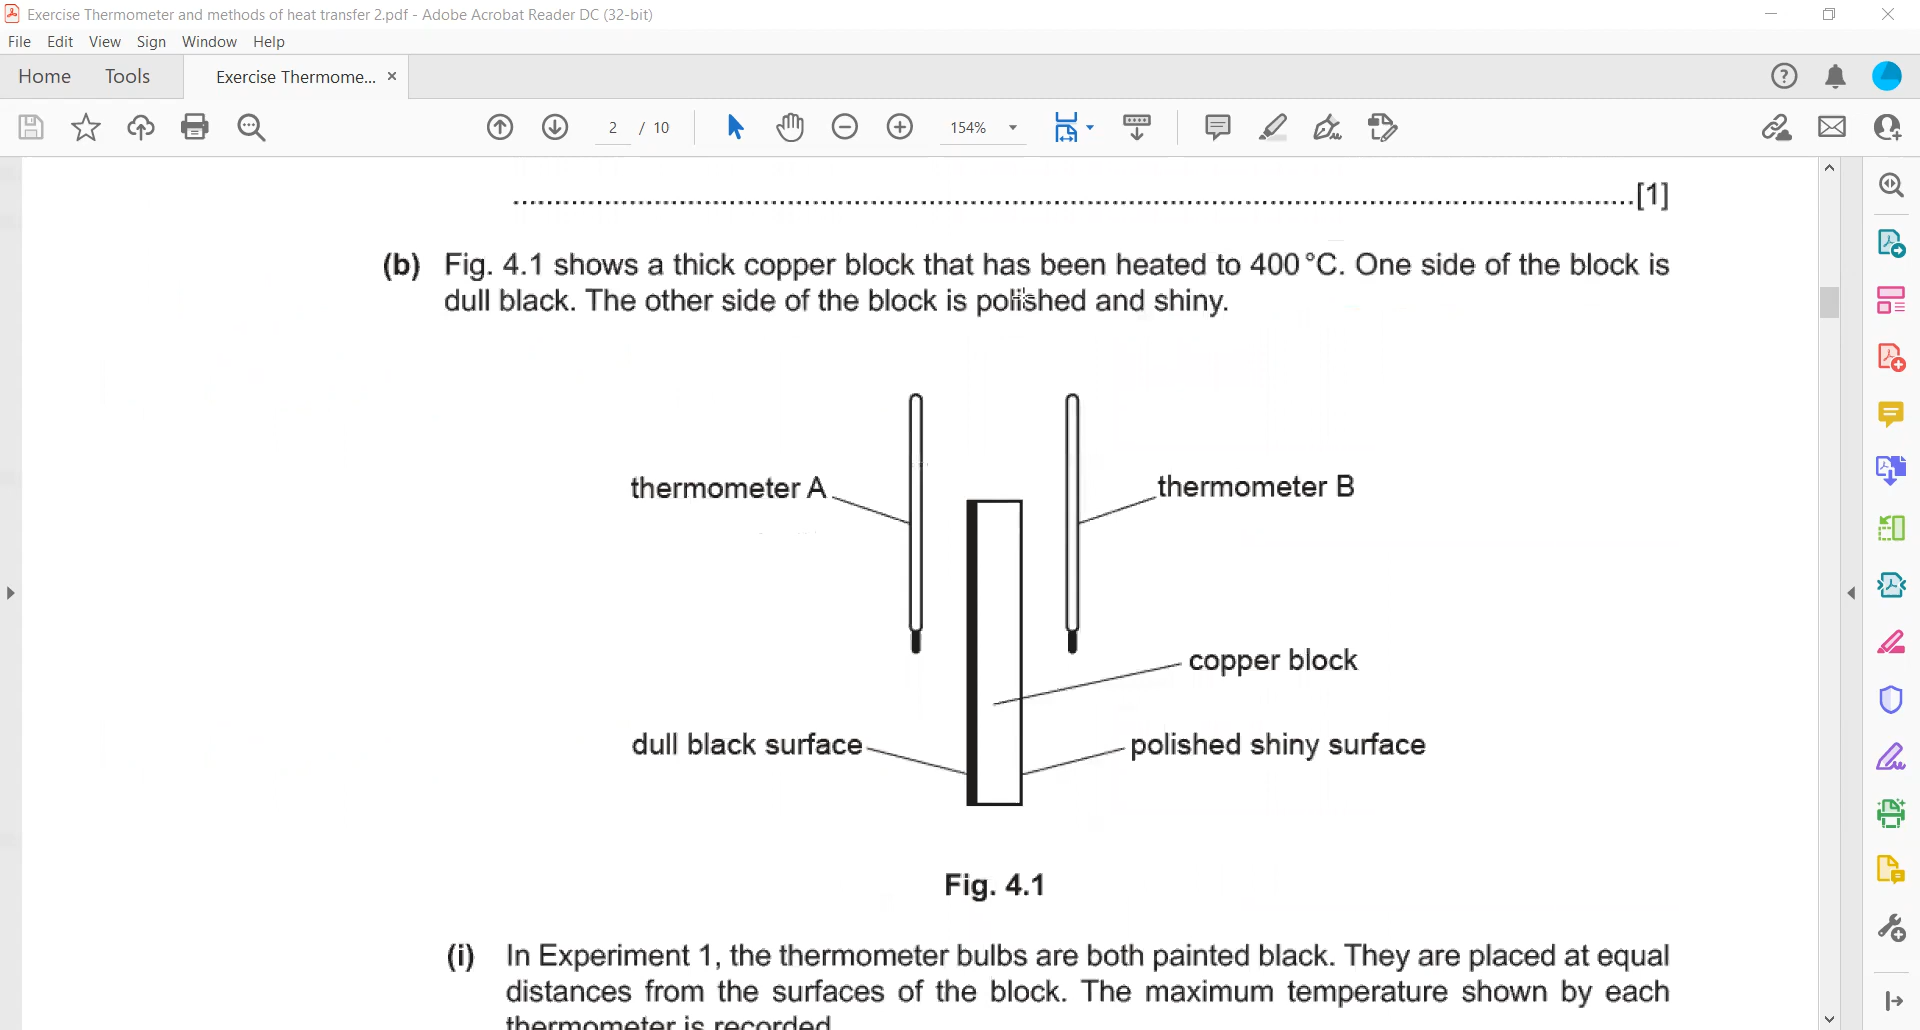 Exercise Thermometer and methods of heat transfer 2.pdf - Adobe Acrobat Reader DC (32-bit)
File Edit View Sign Window Help
Home Tools Exercise Thermome... ×
2 / 10 154%
[1]
(b) Fig. 4.1 shows a thick copper block that has been heated to 400 °C. One side of the block is
dull black. The other side of the block is polished and shiny.
thermometer A
thermometer B
copper block
dull black surface
polished shiny surface
Fig. 4.1
(i) In Experiment 1, the thermometer bulbs are both painted black. They are placed at equal
distances from the surfaces of the block. The maximum temperature shown by each
thermometer is recorded